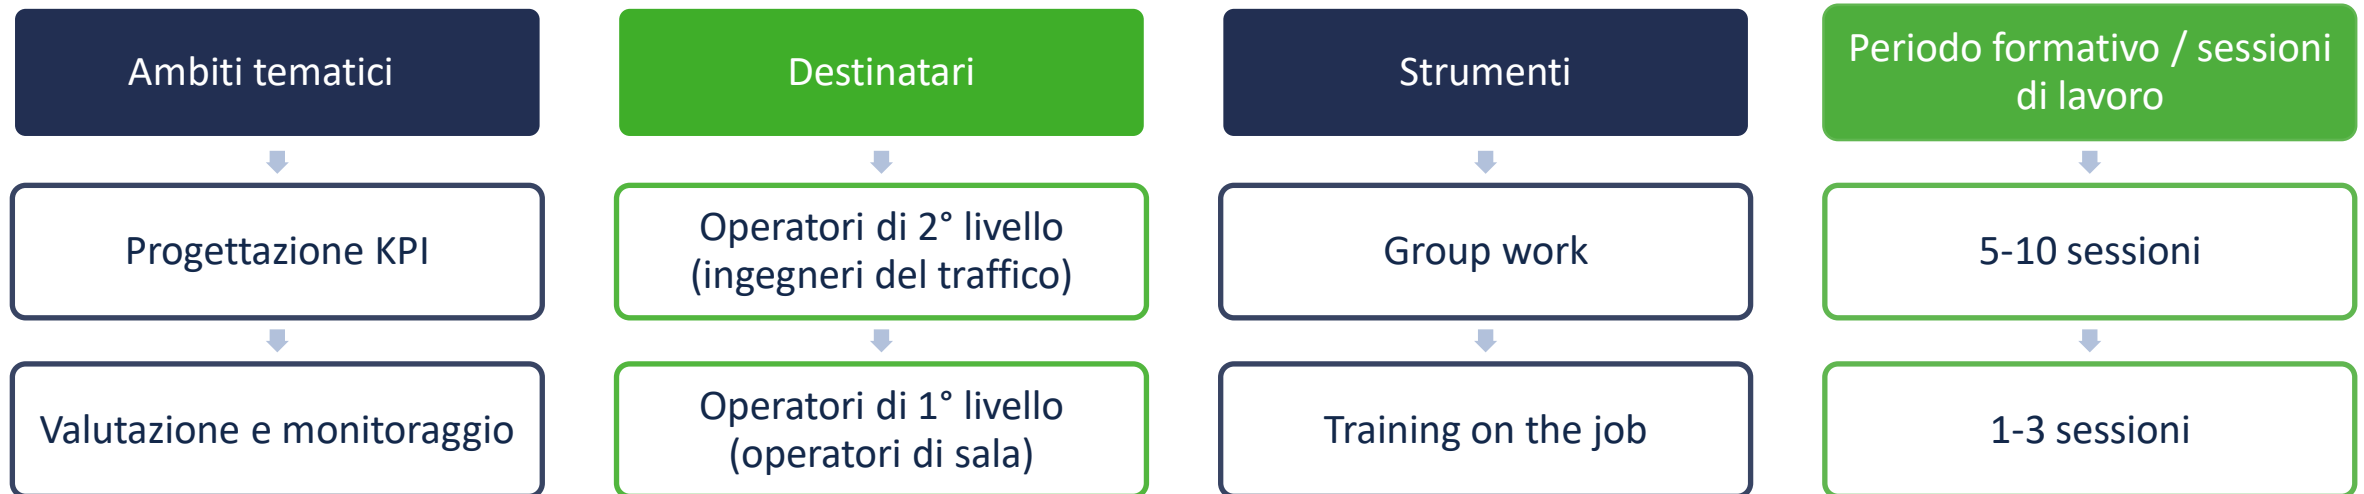 Ambiti tematici
Destinatari
Strumenti
Periodo formativo / sessioni
di lavoro
Progettazione KPI
Operatori di 2° livello
(ingegneri del traffico)
Group work
5-10 sessioni
Valutazione e monitoraggio
Operatori di 1° livello
(operatori di sala)
Training on the job
1-3 sessioni